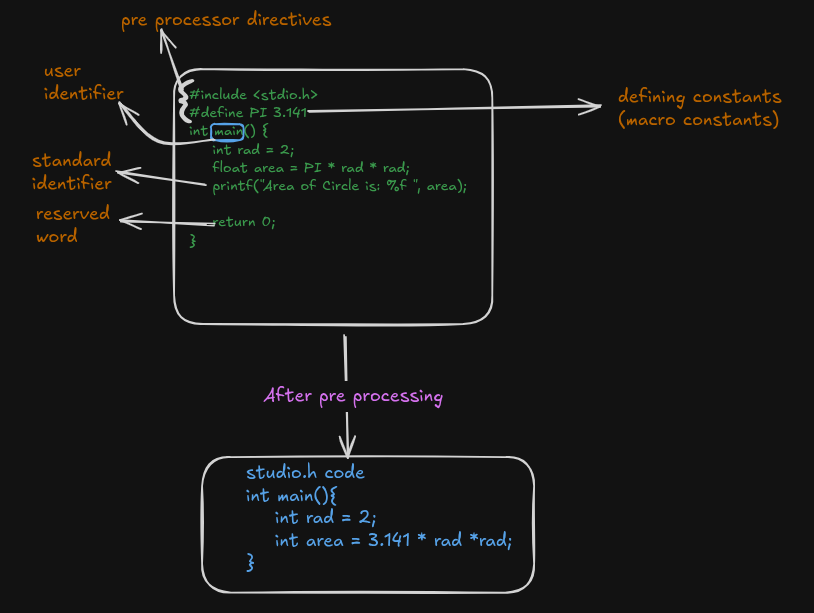 pre processor directives
user
identifier
#include <stdio.h>
#define PI 3.141
defining constants
(macro constants)
int main() {
int rad = 2;
standard
identifier
float area = PI * rad * rad;
printf("Area of Circle is: %f ", area);
reserved
word
return 0;
}
After pre processing
studio.h code
int main(){
int rad = 2;
int area = 3.141 * rad *rad;
}